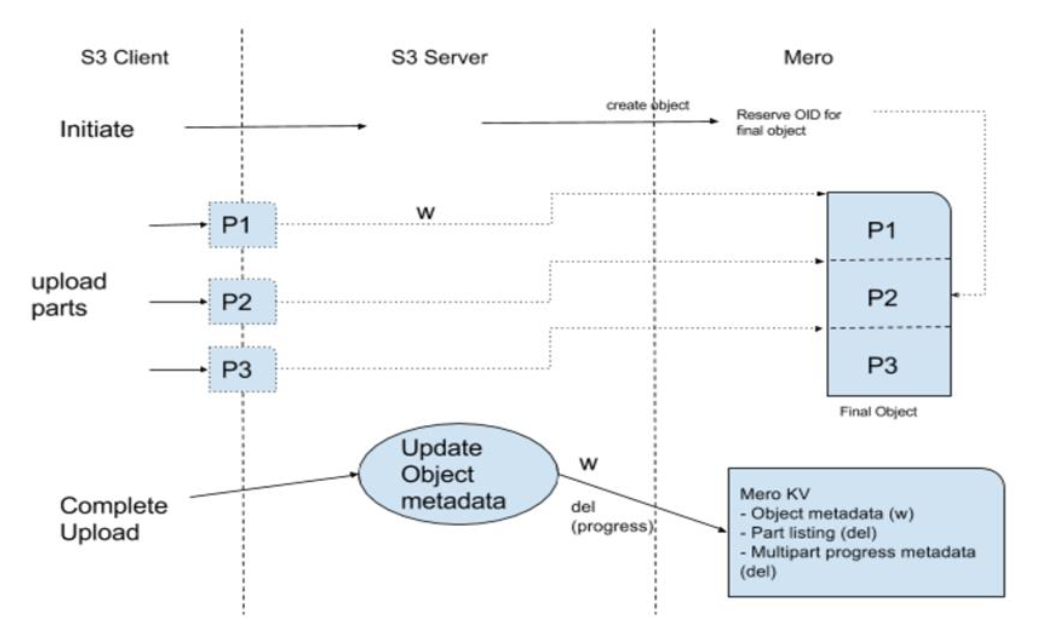 S3 Client
S3 Server
Mero
Initiate
create object
Reserve OID for
final object
upload
parts
P1
P2
P3
W
P1
P2
P3
Final Object
Complete
Upload
Update
Object
metadata
W
del
(progress)
Mero KV
- Object metadata (w)
- Part listing (del)
- Multipart progress metadata
(del)